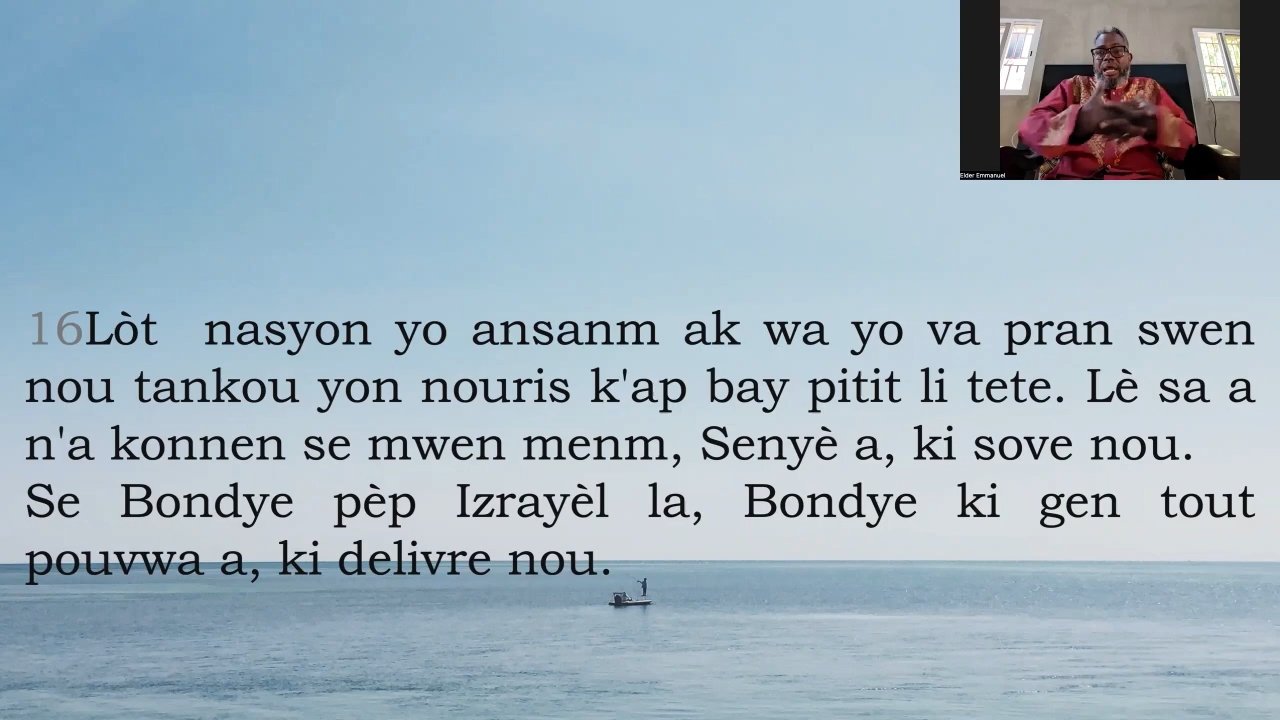 Elder Emmanuel
16Lòt nasyon yo ansanm ak wa yo va pran swen
nou tankou yon nouris k'ap bay pitit li tete. Lè sa a
n'a konnen se mwen menm, Senyè a, ki sove nou.
Se Bondye pèp Izrayèl la, Bondye ki gen tout
pouvwa a, ki delivre nou.